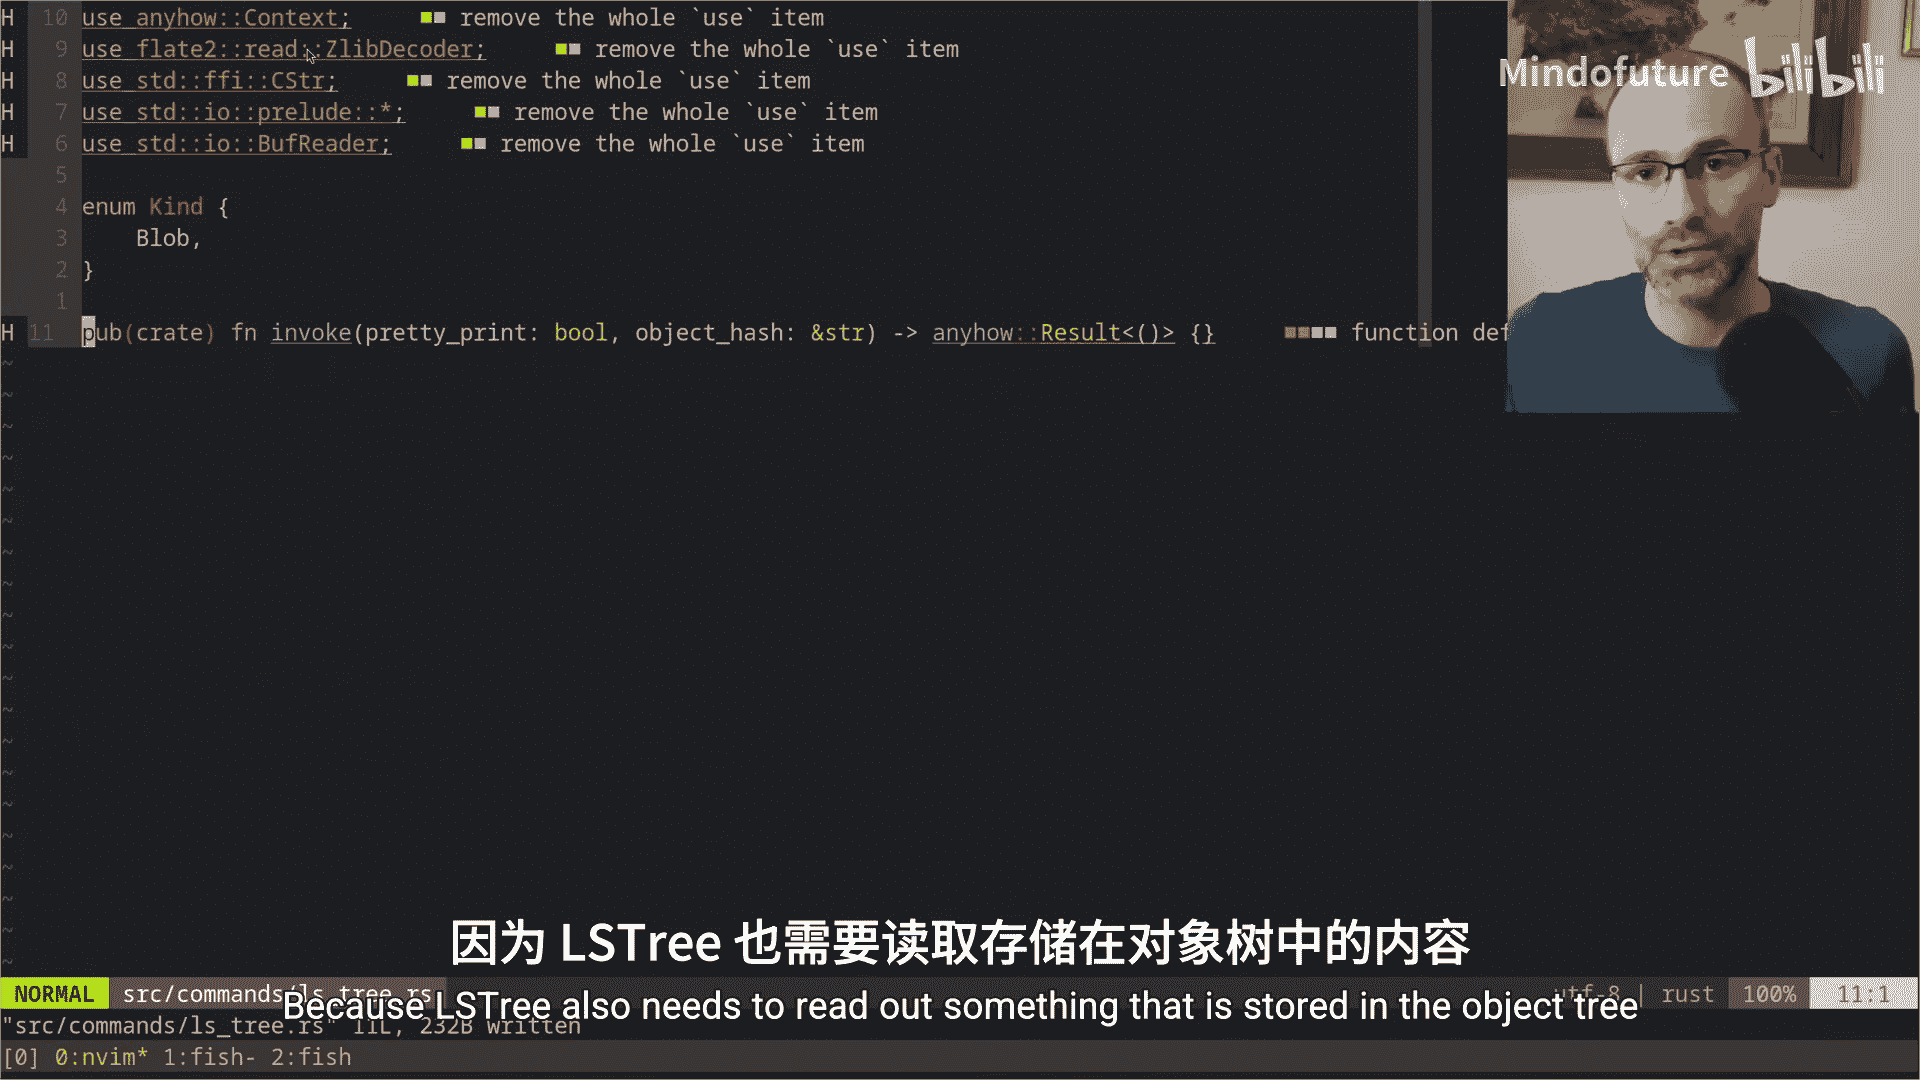 H 10 use anyhow::Context; ■■ remove the whole `use` item
H 9 use flate2::read::ZlibDecoder; ■■ remove the whole `use` item
H 8 use std::ffi::CStr; ■■ remove the whole `use` item
H 7 use std::io::prelude::*; ■■ remove the whole `use` item
H 6 use std::io::BufReader; ■■ remove the whole `use` item
5
4 enum Kind {
3 Blob,
2 }
1
H 11 pub(crate) fn invoke(pretty_print: bool, object_hash: &str) -> anyhow::Result<()> {} ■■■■ function def
Mindofuture bilibili
因为 LSTree 也需要读取存储在对象树中的内容
NORMAL src/commands/ls_tree.rs utf-8 | rust 100% 11:1
Because LSTree also needs to read out something that is stored in the object tree
"src/commands/ls_tree.rs" 11L, 232B written
[0] 0:nvim* 1:fish- 2:fish